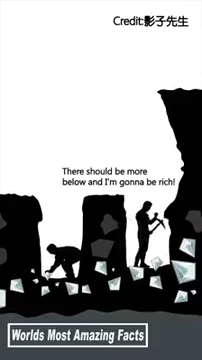 Credit:影子先生
There should be more
below and I'm gonna be rich!
Worlds Most Amazing Facts